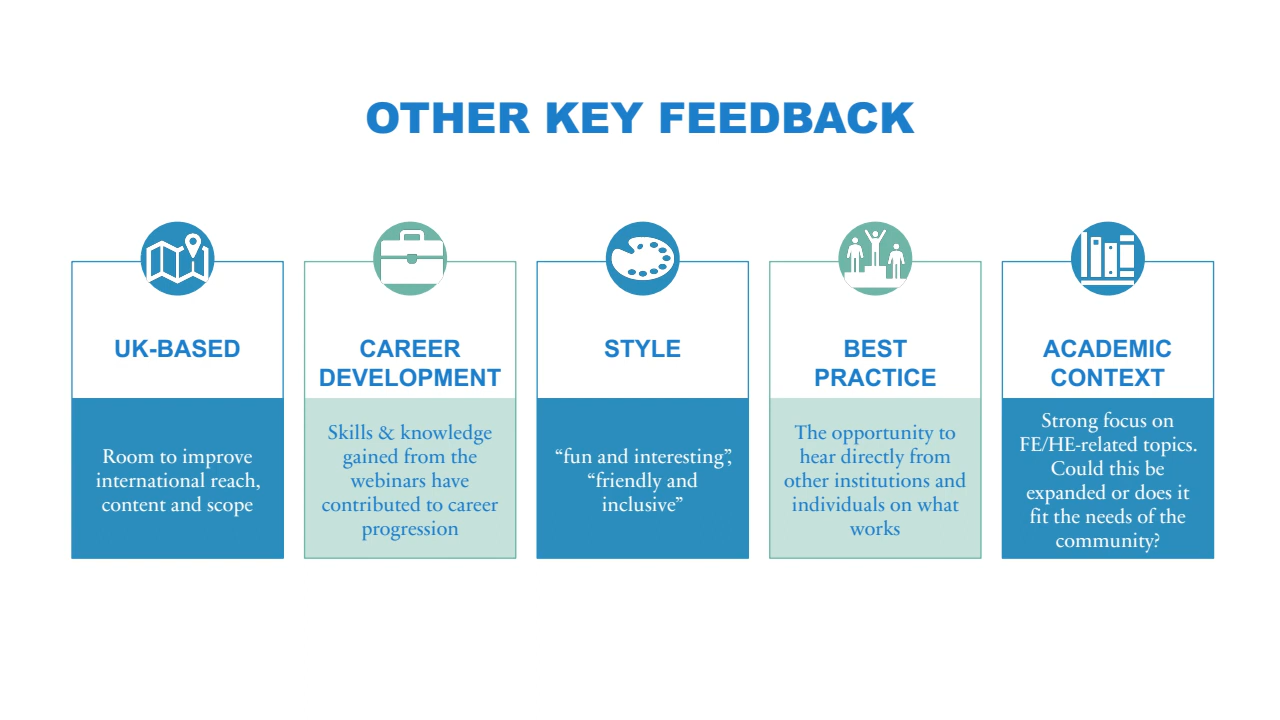 OTHER KEY FEEDBACK
UK-BASED
Room to improve
international reach,
content and scope
CAREER
DEVELOPMENT
Skills & knowledge
gained from the
webinars have
contributed to career
progression
STYLE
“fun and interesting”,
“friendly and
inclusive”
BEST
PRACTICE
The opportunity to
hear directly from
other institutions and
individuals on what
works
ACADEMIC
CONTEXT
Strong focus on
FE/HE-related topics.
Could this be
expanded or does it
fit the needs of the
community?